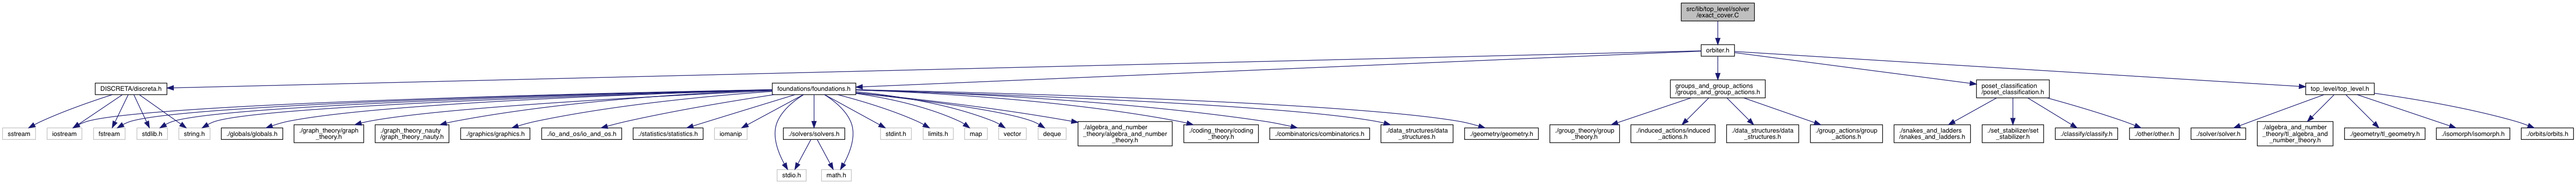 src/lib/top_level/solver
/exact_cover.C
orbiter.h
DISCRETA/discreta.h
foundations/foundations.h
groups_and_group_actions
/groups_and_group_actions.h
poset_classification
/poset_classification.h
top_level/top_level.h
sstream
iostream
fstream
stdlib.h
string.h
./globals/globals.h
./graph_theory/graph
_theory.h
./graph_theory_nauty
/graph_theory_nauty.h
./graphics/graphics.h
./io_and_os/io_and_os.h
./statistics/statistics.h
iomanip
./solvers/solvers.h
stdint.h
limits.h
map
vector
deque
./algebra_and_number
_theory/algebra_and_number
_theory.h
./coding_theory/coding
_theory.h
./combinatorics/combinatorics.h
./data_structures/data
_structures.h
./geometry/geometry.h
./group_theory/group
_theory.h
./induced_actions/induced
_actions.h
./data_structures/data
_structures.h
./group_actions/group
_actions.h
./snakes_and_ladders
/snakes_and_ladders.h
./set_stabilizer/set
_stabilizer.h
./classify/classify.h
./other/other.h
./solver/solver.h
./algebra_and_number
_theory/tl_algebra_and
_number_theory.h
./geometry/tl_geometry.h
./isomorph/isomorph.h
./orbits/orbits.h
stdio.h
math.h